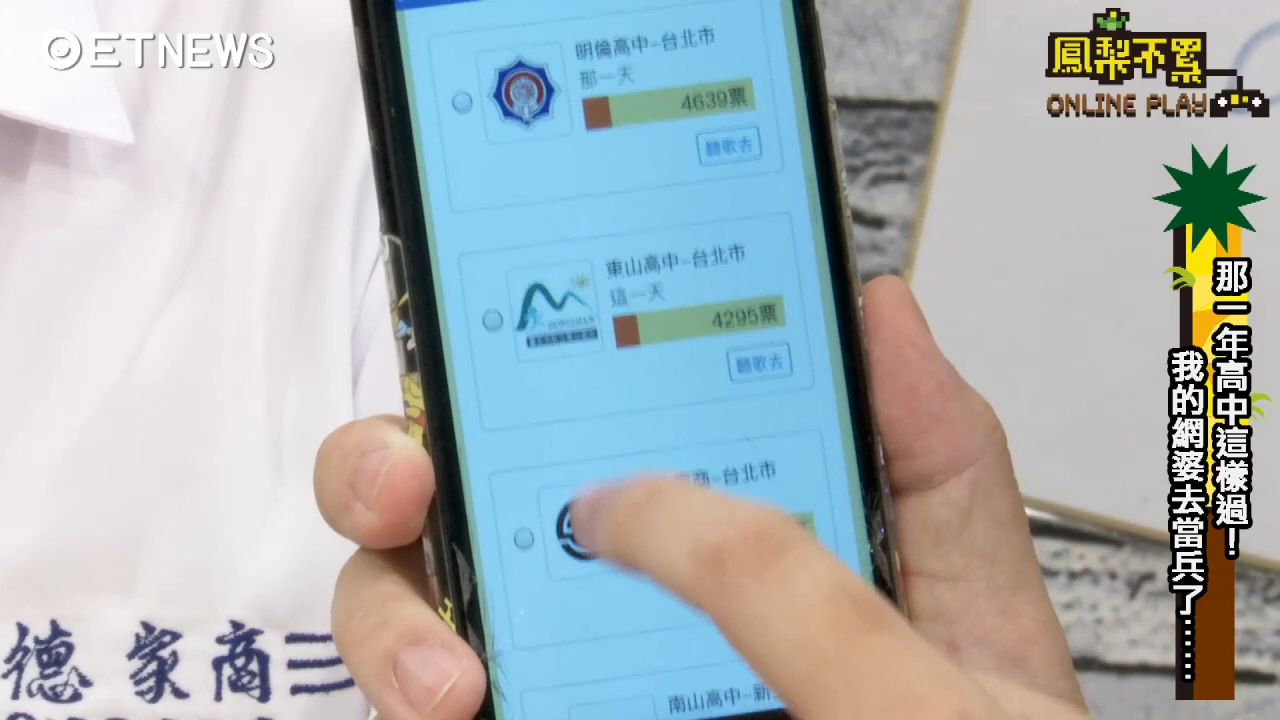 ETNEWS
明倫高中-台北市
那一天
4639票
聽歌去
東山高中-台北市
這一天
4295票
聽歌去
商-台北市
南山高中-新
德家商三
鳳梨不累
ONLINE PLAY
那一年高中這樣過！
我的網婆去當兵了……